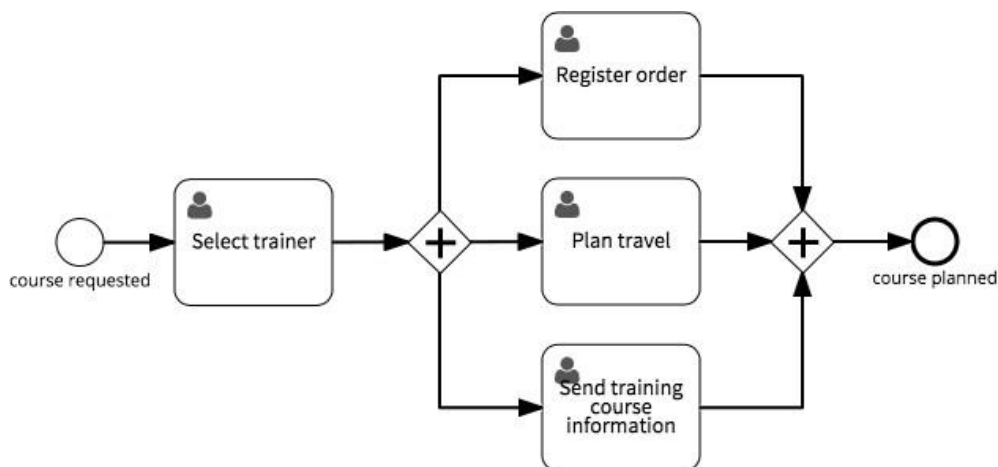 Register order
Select trainer
course requested
Plan travel
course planned
Send training
course
information